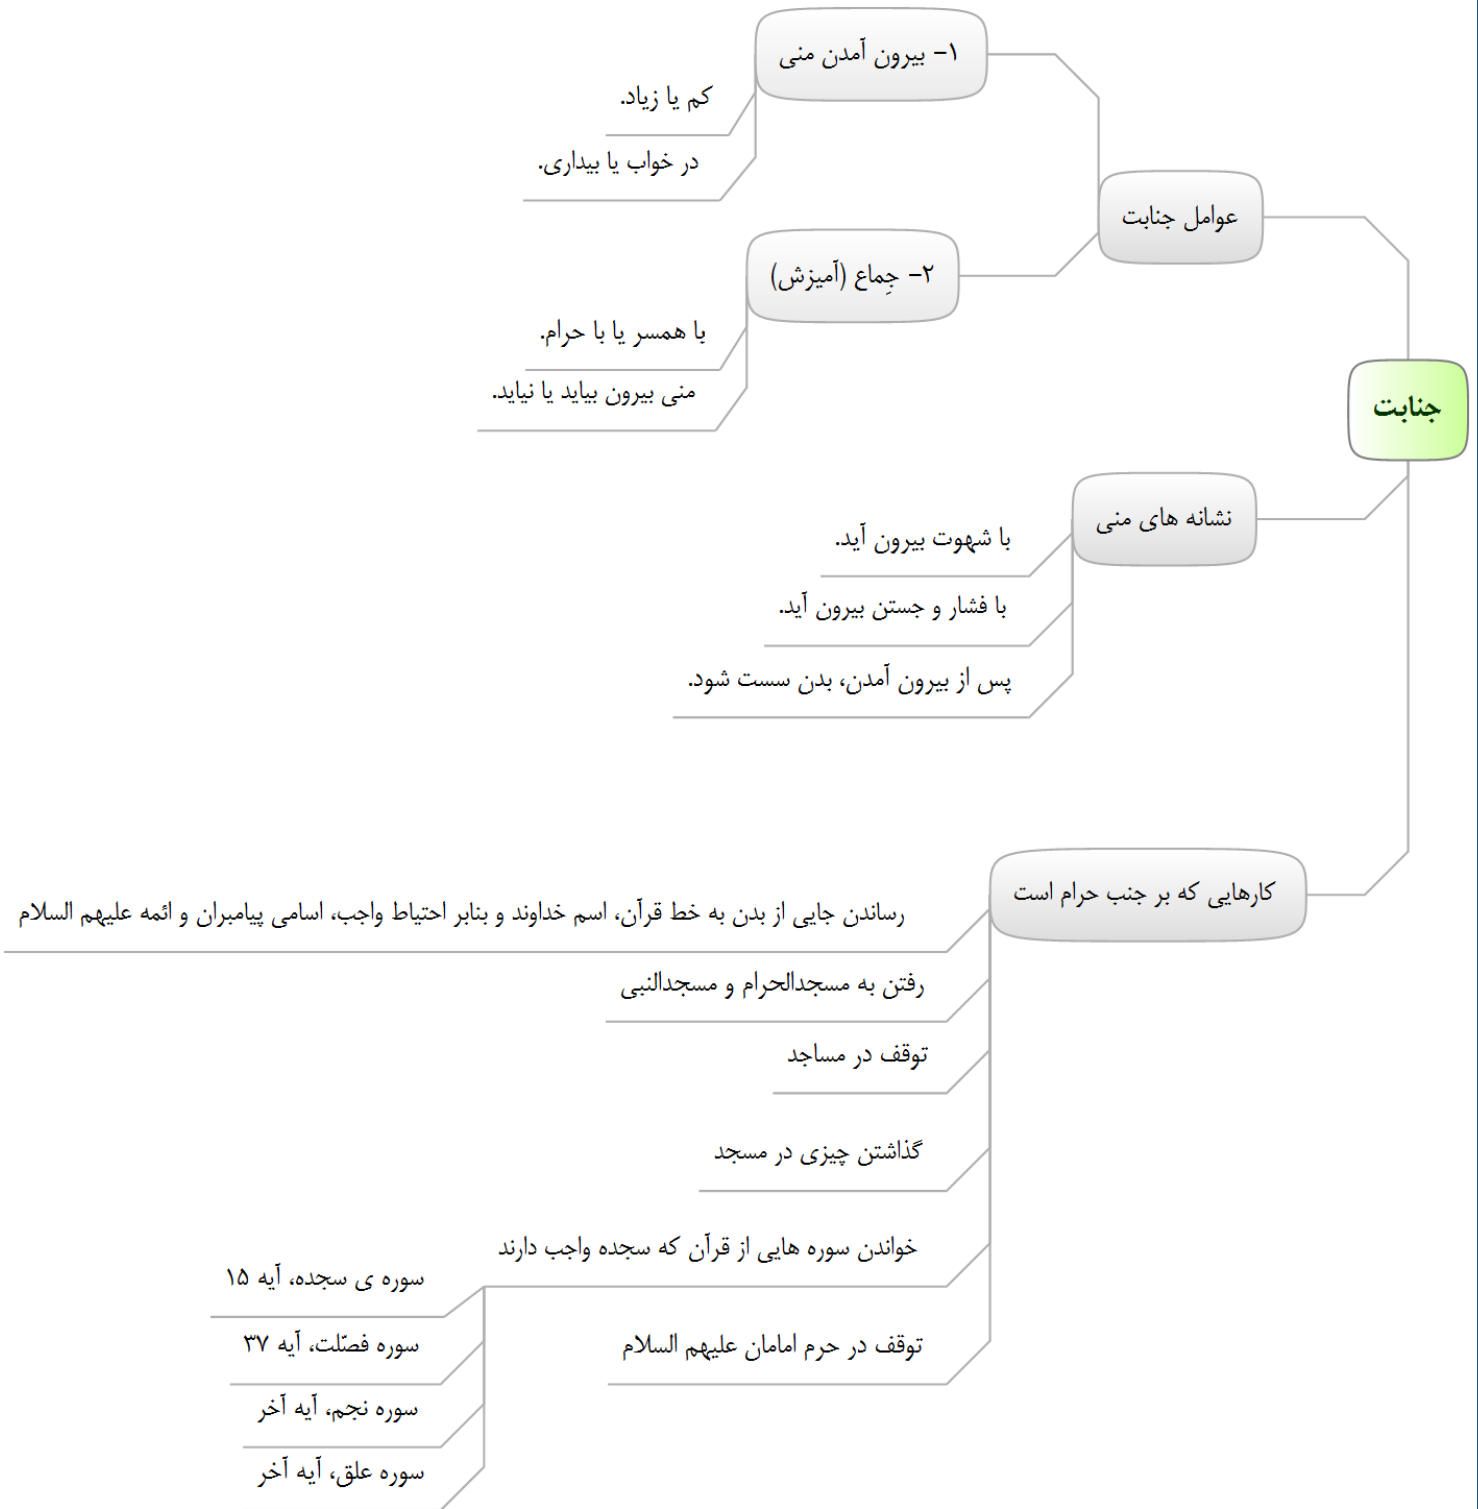 جنابت
عوامل جنابت
۱- بیرون آمدن منی
کم یا زیاد.
در خواب یا بیداری.
۲- جِماع (آمیزش)
با همسر یا با حرام.
منی بیرون بیاید یا نیاید.
نشانه های منی
با شهوت بیرون آید.
با فشار و جستن بیرون آید.
پس از بیرون آمدن، بدن سست شود.
کارهایی که بر جنب حرام است
رساندن جایی از بدن به خط قرآن، اسم خداوند و بنابر احتیاط واجب، اسامی پیامبران و ائمه علیهم السلام
رفتن به مسجدالحرام و مسجدالنبی
توقف در مساجد
گذاشتن چیزی در مسجد
خواندن سوره هایی از قرآن که سجده واجب دارند
سوره ی سجده، آیه ۱۵
سوره فصّلت، آیه ۳۷
سوره نجم، آیه آخر
سوره علق، آیه آخر
توقف در حرم امامان علیهم السلام